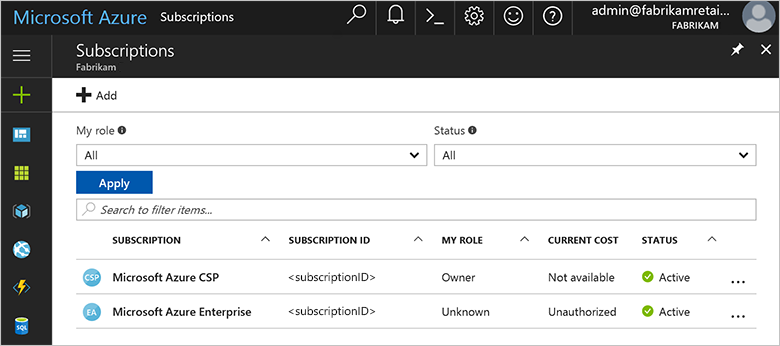 Microsoft Azure Subscriptions
admin@fabrikamretai...
FABRIKAM
Subscriptions
Fabrikam
Add
My role
Status
All
All
Apply
Search to filter items...
SUBSCRIPTION SUBSCRIPTION ID MY ROLE CURRENT COST STATUS
CSP Microsoft Azure CSP <subscriptionID> Owner Not available Active ...
EA Microsoft Azure Enterprise <subscriptionID> Unknown Unauthorized Active ...
SQL